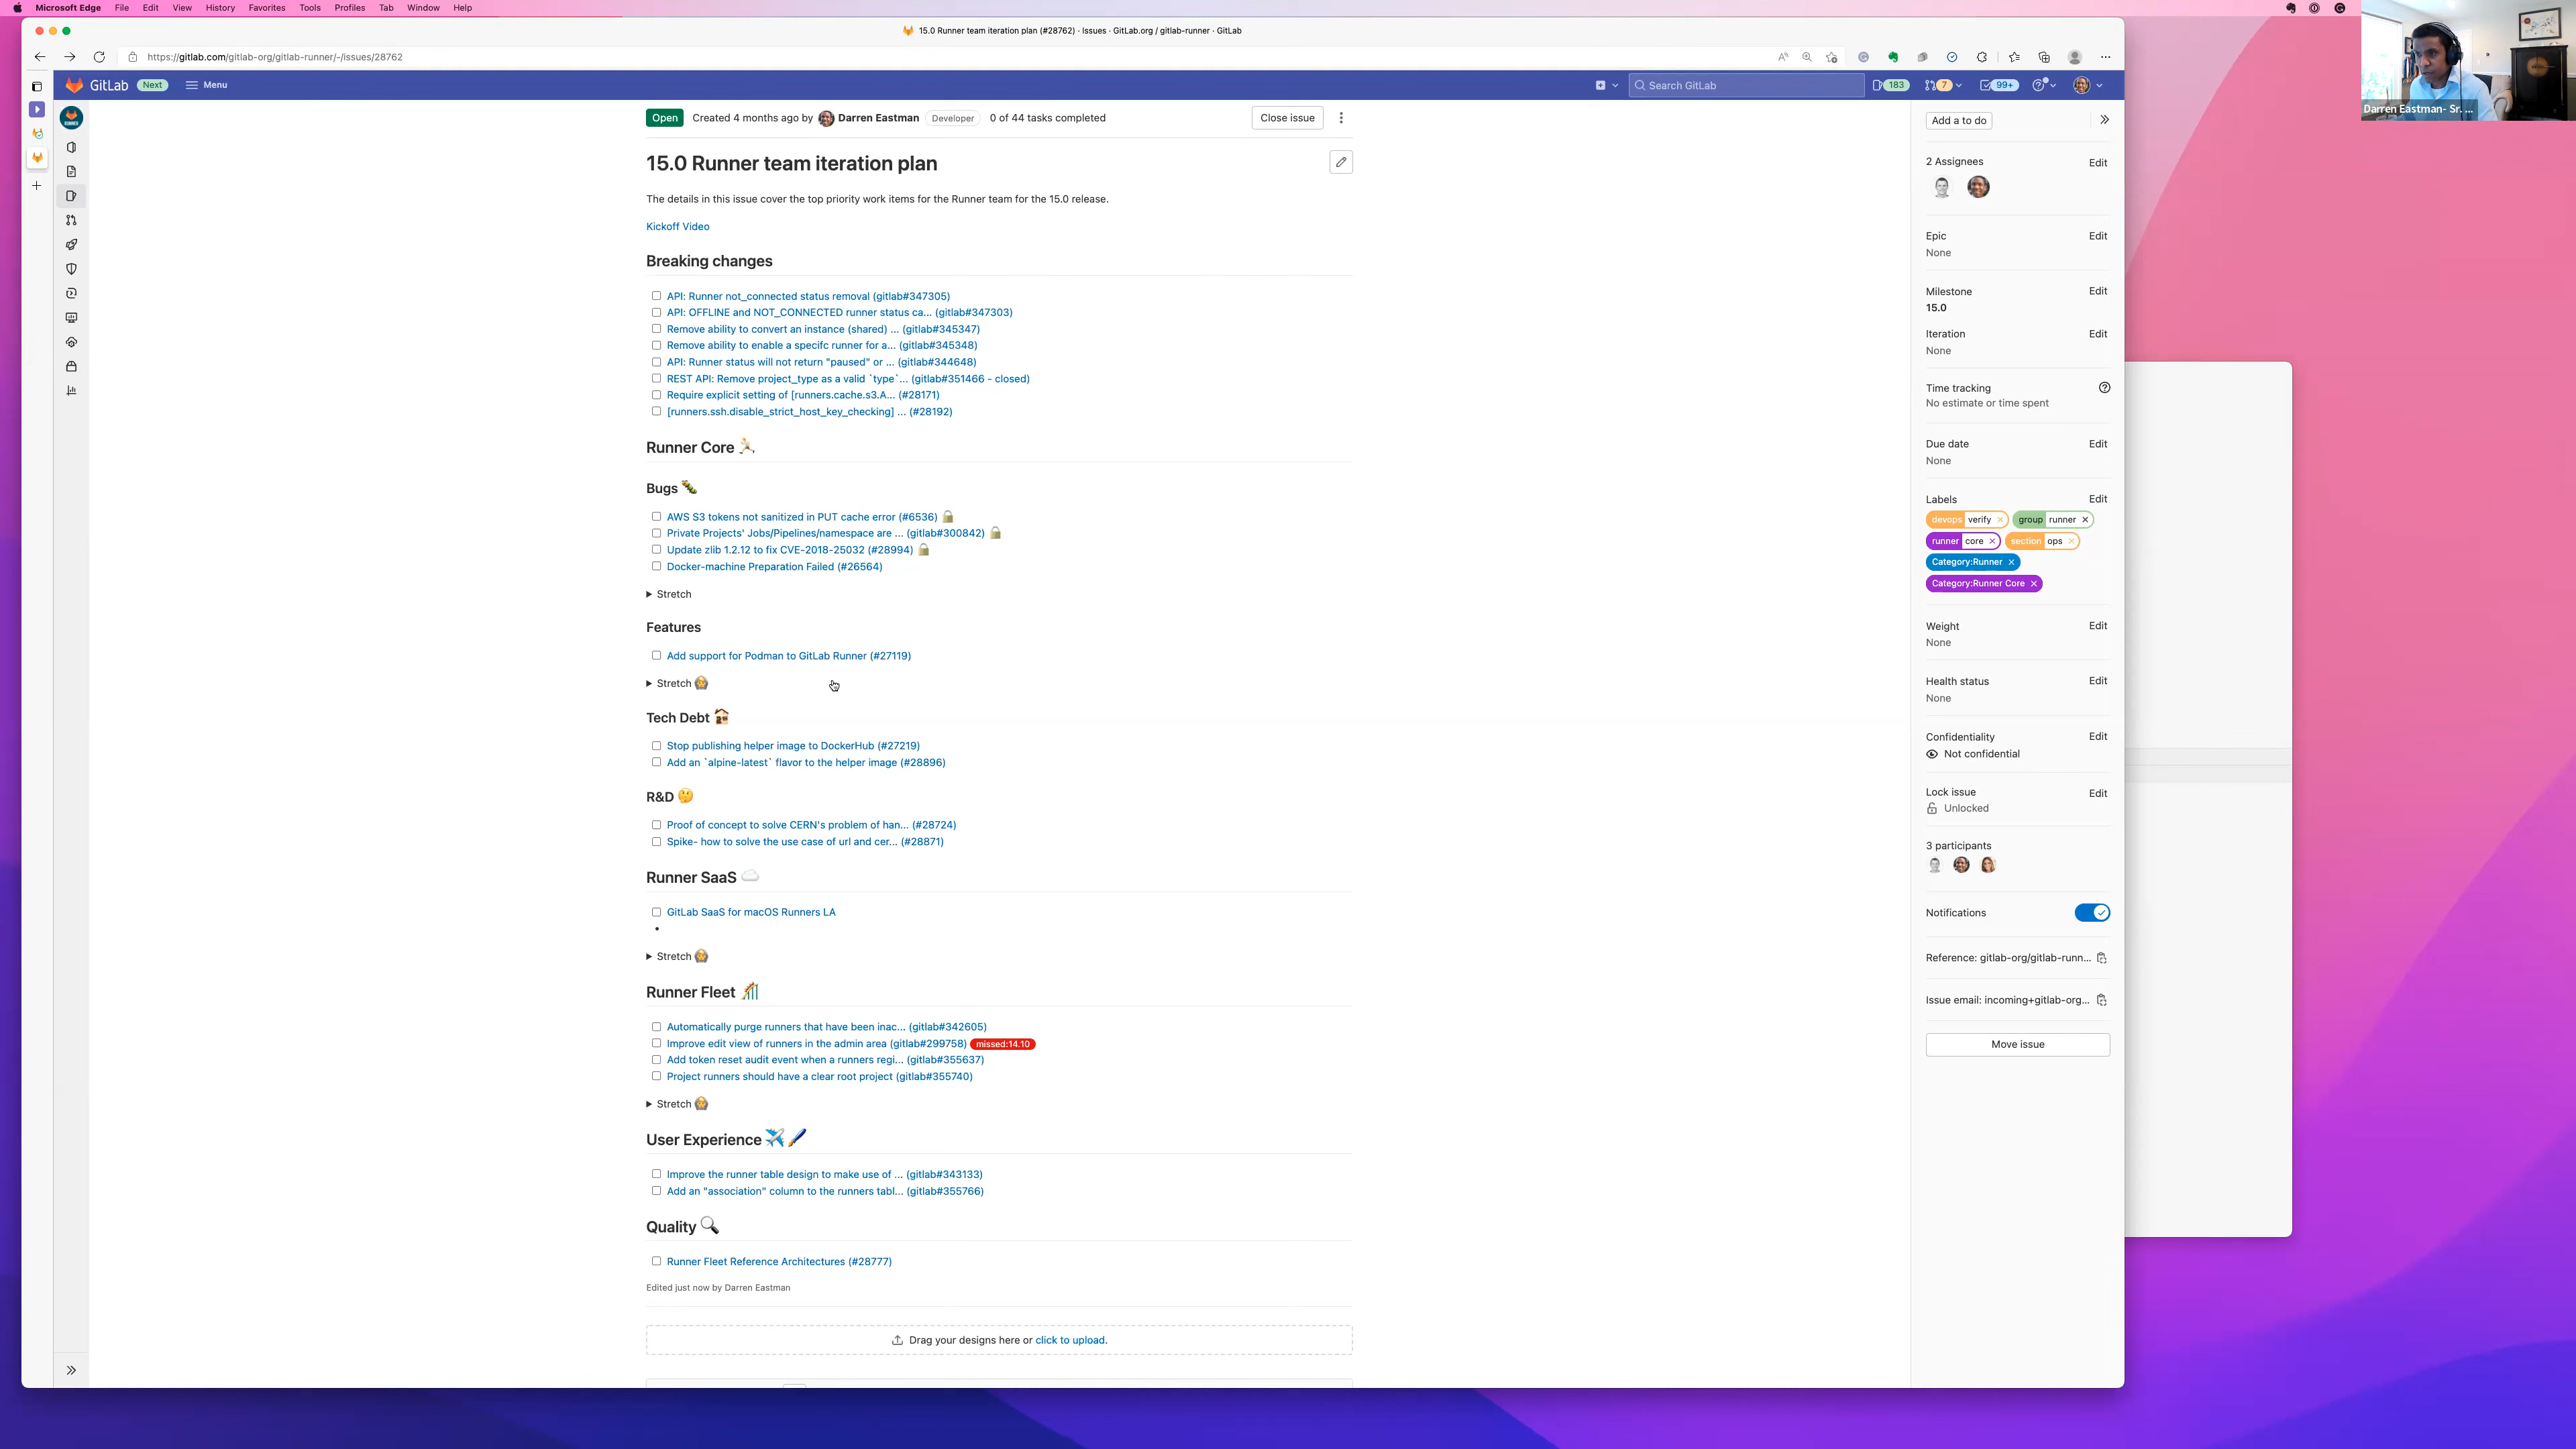 Microsoft Edge File Edit View History Favorites Tools Profiles Tab Window Help
15.0 Runner team iteration plan (#28762) · Issues · GitLab.org / gitlab-runner · GitLab
https://gitlab.com/gitlab-org/gitlab-runner/-/issues/28762
GitLab Next Menu Search GitLab 183 7 99+
Darren Eastman- Sr. ...
Open Created 4 months ago by Darren Eastman Developer 0 of 44 tasks completed Close issue
15.0 Runner team iteration plan
The details in this issue cover the top priority work items for the Runner team for the 15.0 release.
Kickoff Video
Breaking changes
API: Runner not_connected status removal (gitlab#347305)
API: OFFLINE and NOT_CONNECTED runner status ca... (gitlab#347303)
Remove ability to convert an instance (shared) ... (gitlab#345347)
Remove ability to enable a specifc runner for a... (gitlab#345348)
API: Runner status will not return "paused" or ... (gitlab#344648)
REST API: Remove project_type as a valid `type`... (gitlab#351466 - closed)
Require explicit setting of [runners.cache.s3.A... (#28171)
[runners.ssh.disable_strict_host_key_checking] ... (#28192)
Runner Core
Bugs
AWS S3 tokens not sanitized in PUT cache error (#6536)
Private Projects' Jobs/Pipelines/namespace are ... (gitlab#300842)
Update zlib 1.2.12 to fix CVE-2018-25032 (#28994)
Docker-machine Preparation Failed (#26564)
Stretch
Features
Add support for Podman to GitLab Runner (#27119)
Stretch
Tech Debt
Stop publishing helper image to DockerHub (#27219)
Add an `alpine-latest` flavor to the helper image (#28896)
R&D
Proof of concept to solve CERN's problem of han... (#28724)
Spike- how to solve the use case of url and cer... (#28871)
Runner SaaS
GitLab SaaS for macOS Runners LA
Stretch
Runner Fleet
Automatically purge runners that have been inac... (gitlab#342605)
Improve edit view of runners in the admin area (gitlab#299758) missed:14.10
Add token reset audit event when a runners regi... (gitlab#355637)
Project runners should have a clear root project (gitlab#355740)
Stretch
User Experience
Improve the runner table design to make use of ... (gitlab#343133)
Add an "association" column to the runners tabl... (gitlab#355766)
Quality
Runner Fleet Reference Architectures (#28777)
Edited just now by Darren Eastman
Drag your designs here or click to upload.
Add a to do
2 Assignees Edit
Epic Edit
None
Milestone Edit
15.0
Iteration Edit
None
Time tracking
No estimate or time spent
Due date Edit
None
Labels Edit
devops verify group runner
runner core section ops
Category:Runner
Category:Runner Core
Weight Edit
None
Health status Edit
None
Confidentiality Edit
Not confidential
Lock issue Edit
Unlocked
3 participants
Notifications
Reference: gitlab-org/gitlab-runn...
Issue email: incoming+gitlab-org...
Move issue